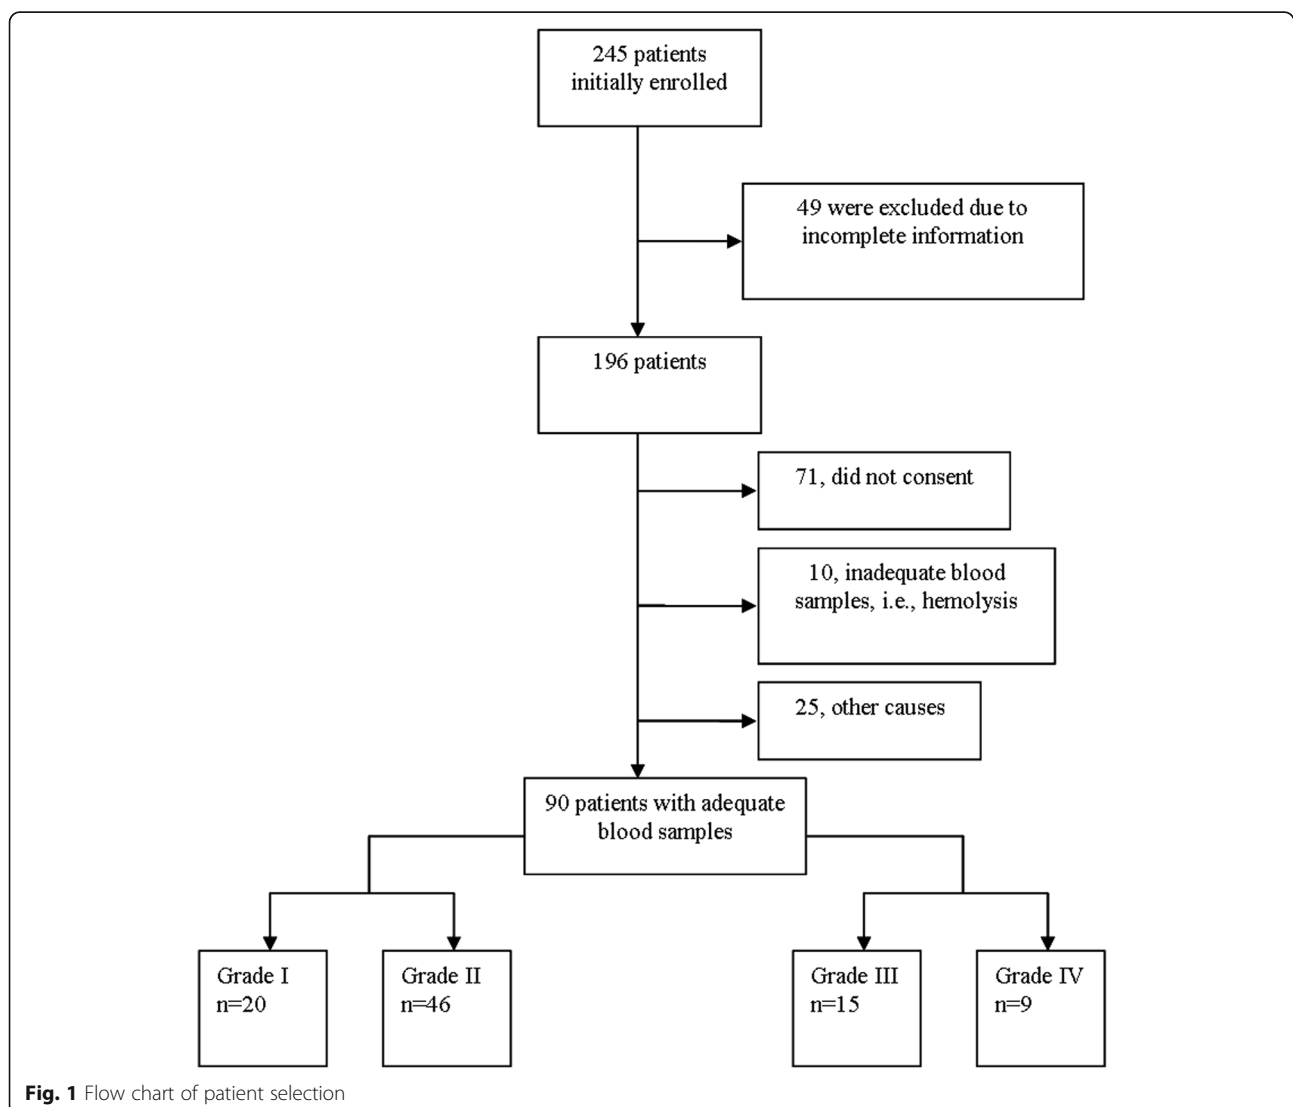 245 patients
initially enrolled
49 were excluded due to
incomplete information
196 patients
71, did not consent
10, inadequate blood
samples, i.e., hemolysis
25, other causes
90 patients with adequate
blood samples
Grade I
n=20
Grade II
n=46
Grade III
n=15
Grade IV
n=9
Fig. 1 Flow chart of patient selection